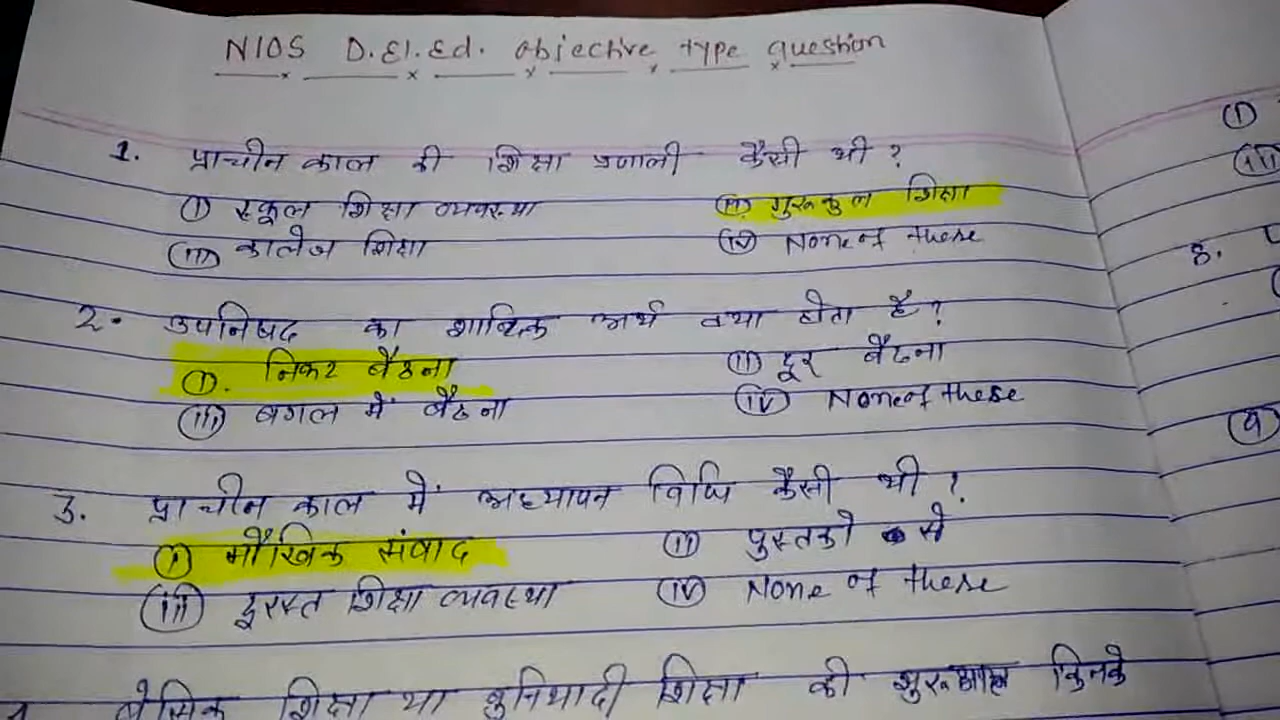 NIOS D.El.Ed. objective type question
1. प्राचीन काल की शिक्षा प्रणाली कैसी थी ?
(i) स्कूल शिक्षा व्यवस्था (ii) गुरूकुल शिक्षा
(iii) कालेज शिक्षा (iv) None of these
2. उपनिषद का शाब्दिक अर्थ क्या होता है ?
(i). निकट बैठना (ii) दूर बैठना
(iii) बगल में बैठना (iv) None of these
3. प्राचीन काल में अध्यापन विधि कैसी थी ?
(i) मौखिक संवाद (ii) पुस्तको से
(iii) दूरस्त शिक्षा व्यवस्था (iv) None of these
बेसिक शिक्षा या बुनियादी शिक्षा की किनके
(i)
(iii)
8.